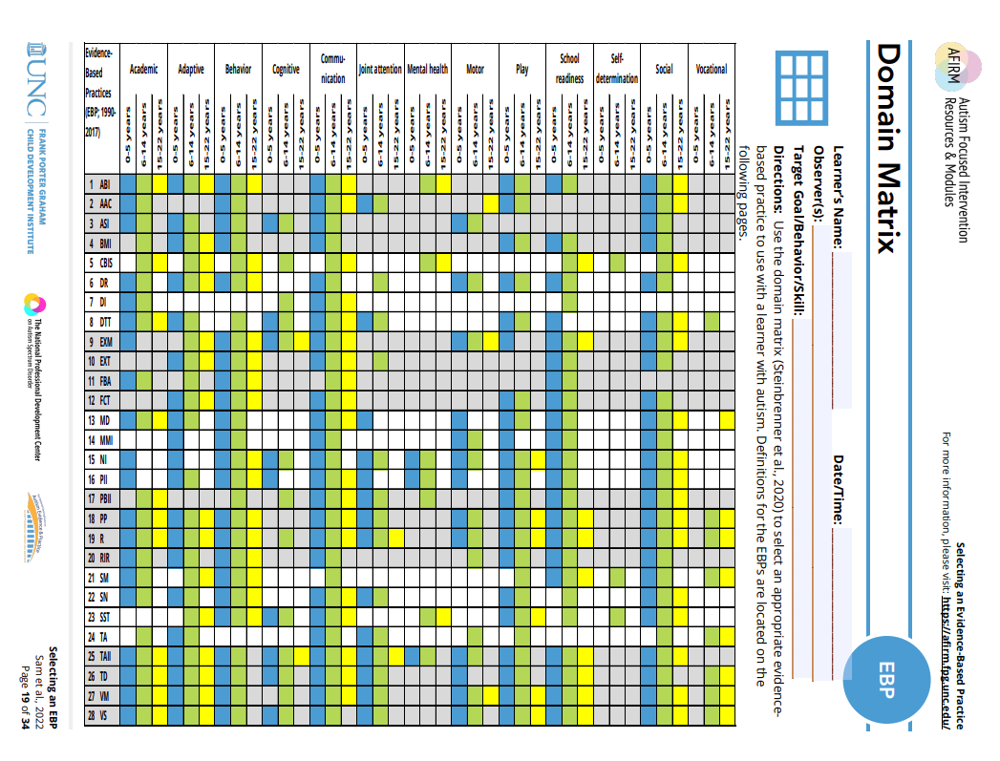 AFIRM
Autism Focused Intervention
Resources & Modules
Selecting an Evidence-Based Practice
For more information, please visit: https://afirm.fpg.unc.edu/
Domain Matrix
EBP
Learner's Name: Date/Time:
Observer(s):
Target Goal/Behavior/Skill:
Directions: Use the domain matrix (Steinbrenner et al., 2020) to select an appropriate evidence-
based practice to use with a learner with autism. Definitions for the EBPs are located on the
following pages.
Evidence-
Based
Practices
(EBP; 1990-
2017)
Academic
0-5 years
6-14 years
15-22 years
Adaptive
0-5 years
6-14 years
15-22 years
Behavior
0-5 years
6-14 years
15-22 years
Cognitive
0-5 years
6-14 years
15-22 years
Commu-
nication
0-5 years
6-14 years
15-22 years
Joint attention
0-5 years
6-14 years
15-22 years
Mental health
0-5 years
6-14 years
15-22 years
Motor
0-5 years
6-14 years
15-22 years
Play
0-5 years
6-14 years
15-22 years
School
readiness
0-5 years
6-14 years
15-22 years
Self-
determination
0-5 years
6-14 years
15-22 years
Social
0-5 years
6-14 years
15-22 years
Vocational
0-5 years
6-14 years
15-22 years
1 ABI
2 AAC
3 ASI
4 BMI
5 CBIS
6 DR
7 DI
8 DTT
9 EXM
10 EXT
11 FBA
12 FCT
13 MD
14 MMI
15 NI
16 PII
17 PBII
18 PP
19 R
20 RIR
21 SM
22 SN
23 SST
24 TA
25 TAII
26 TD
27 VM
28 VS
UNC
FRANK PORTER GRAHAM
CHILD DEVELOPMENT INSTITUTE
The National Professional Development Center
on Autism Spectrum Disorder
Selecting an EBP
Sam et al., 2022
Page 19 of 34